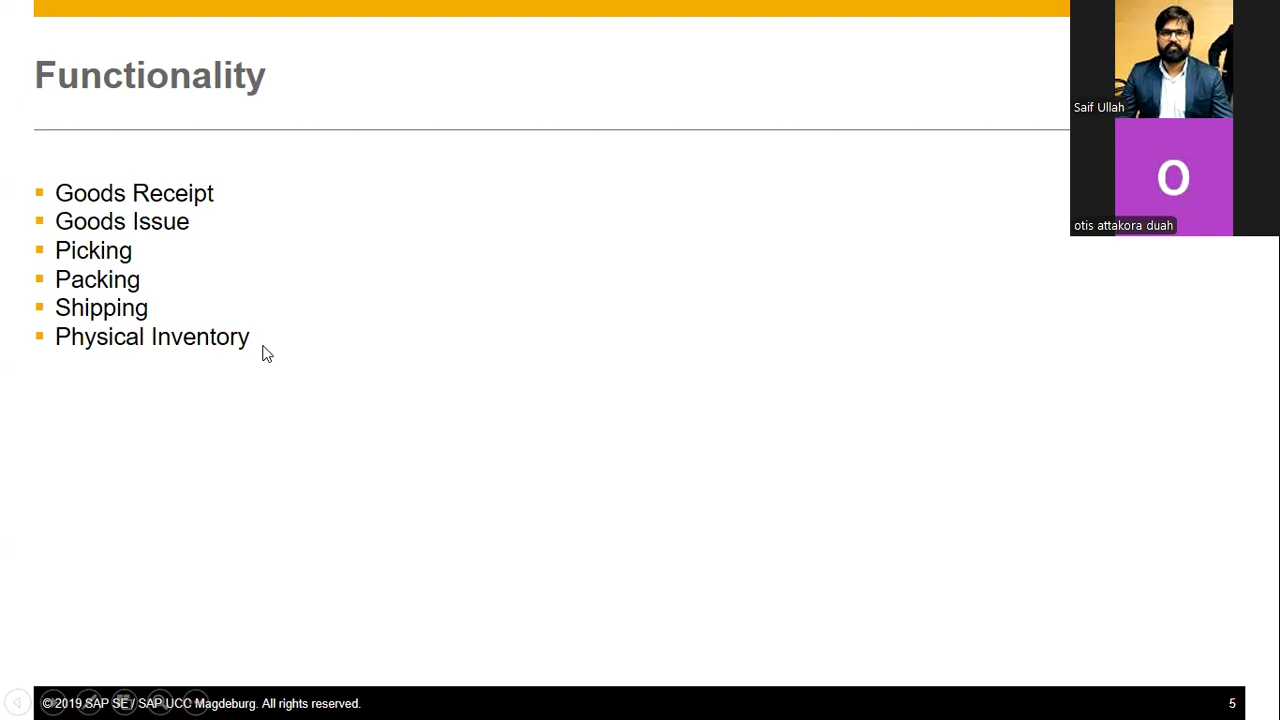 Functionality
Goods Receipt
Goods Issue
Picking
Packing
Shipping
Physical Inventory
Saif Ullah
O
otis attakora duah
© 2019 SAP SE / SAP UCC Magdeburg. All rights reserved.
5